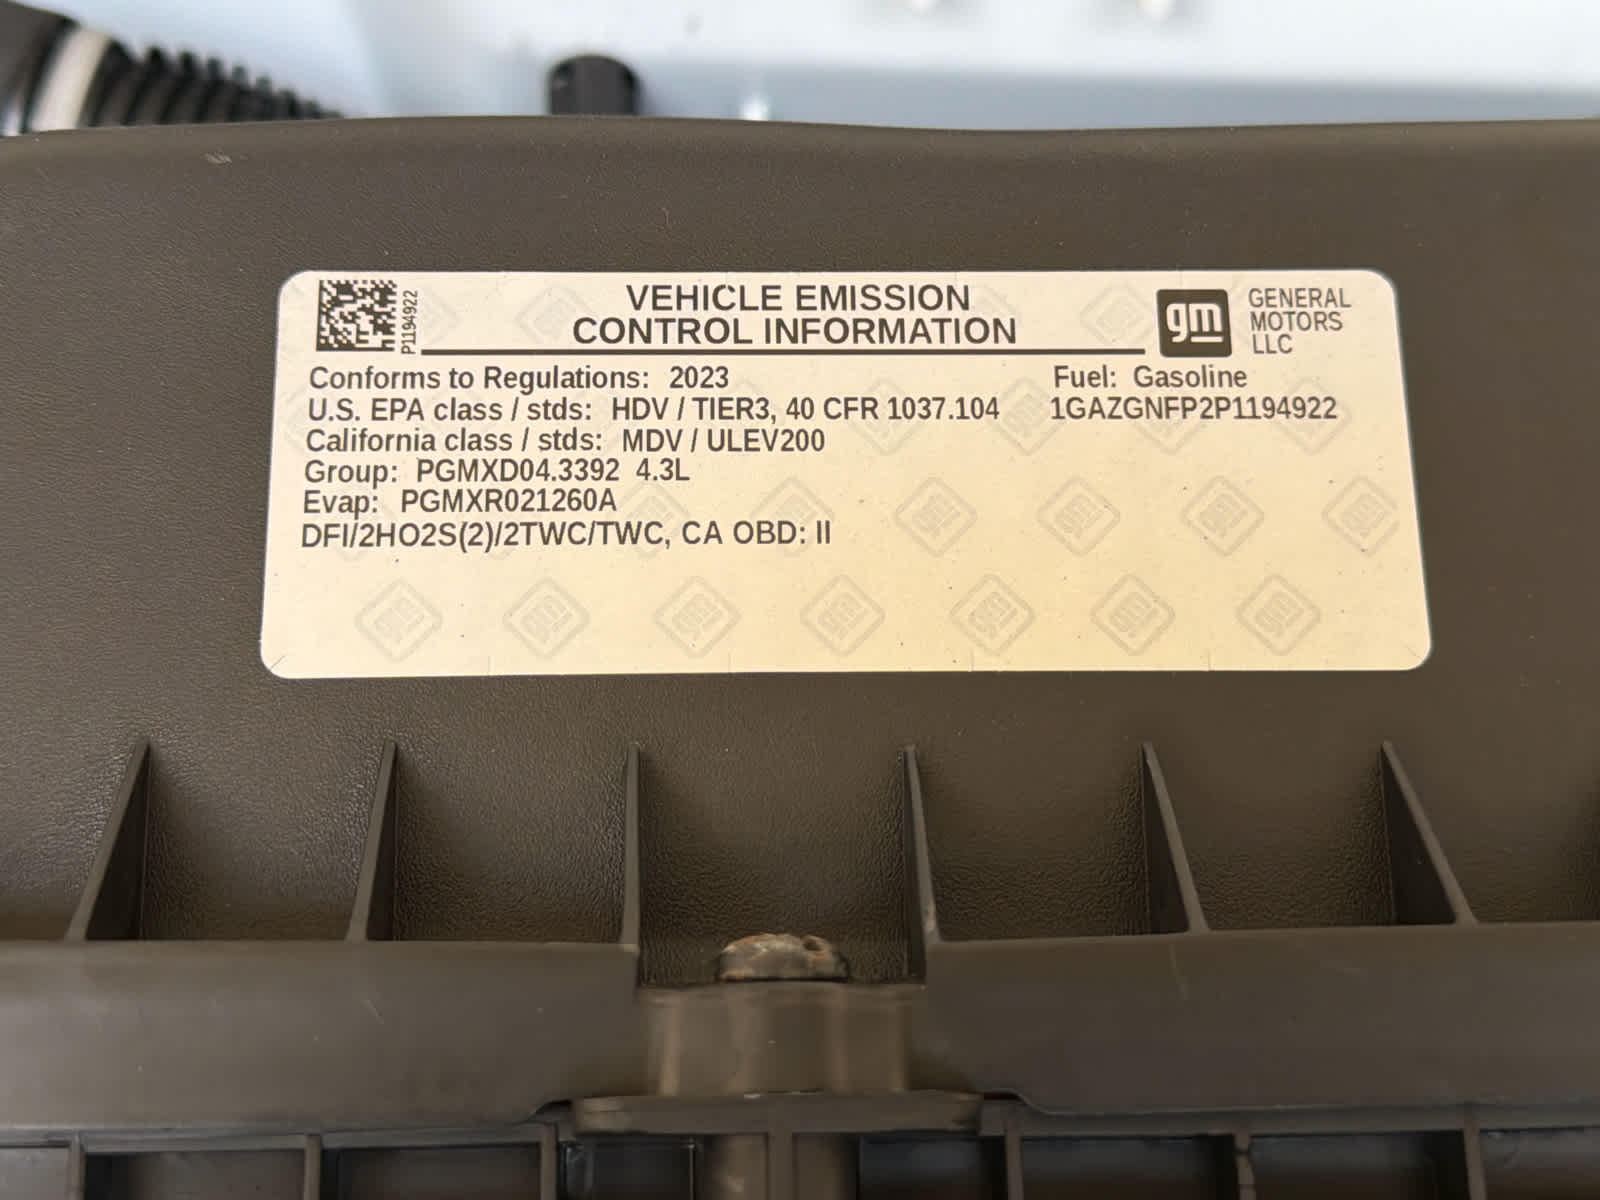 P1194922
VEHICLE EMISSION
CONTROL INFORMATION
gm
GENERAL
MOTORS
LLC
Conforms to Regulations: 2023
Fuel: Gasoline
U.S. EPA class / stds: HDV / TIER3, 40 CFR 1037.104
1GAZGNFP2P1194922
California class / stds: MDV / ULEV200
Group: PGMXD04.3392 4.3L
Evap: PGMXR021260A
DFI/2HO2S(2)/2TWC/TWC, CA OBD: II